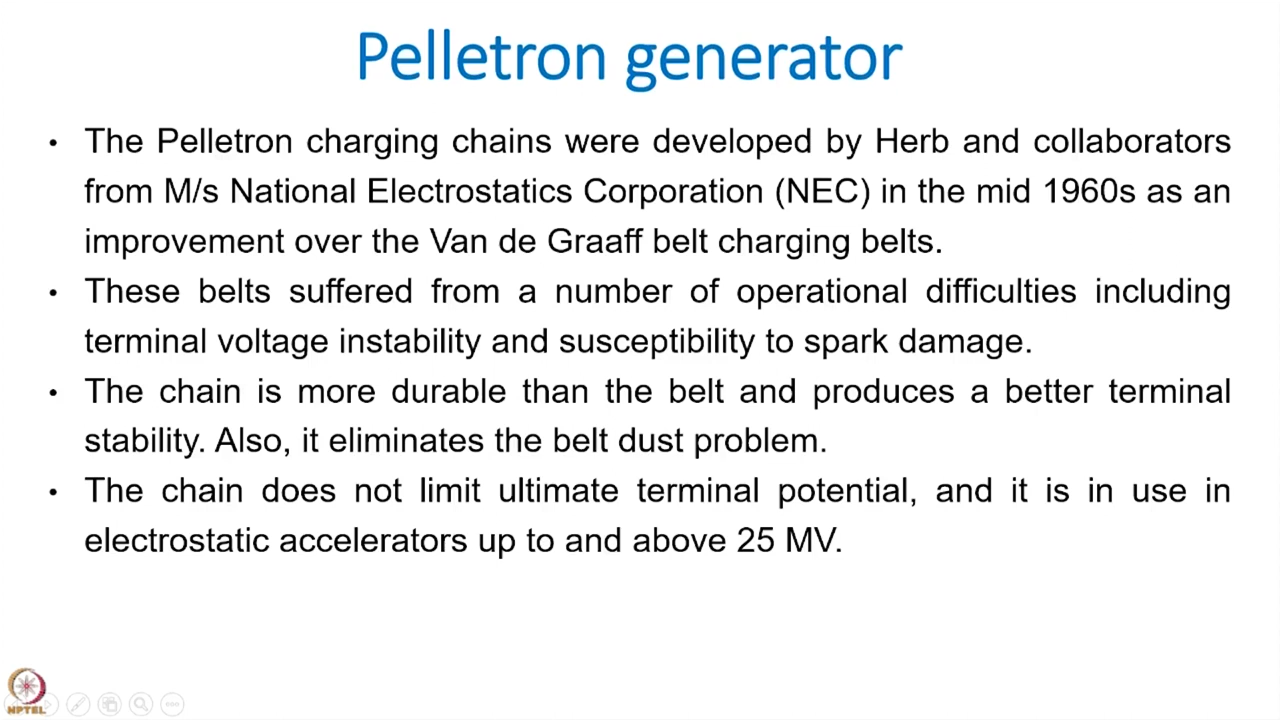 Pelletron generator
• The Pelletron charging chains were developed by Herb and collaborators
from M/s National Electrostatics Corporation (NEC) in the mid 1960s as an
improvement over the Van de Graaff belt charging belts.
• These belts suffered from a number of operational difficulties including
terminal voltage instability and susceptibility to spark damage.
• The chain is more durable than the belt and produces a better terminal
stability. Also, it eliminates the belt dust problem.
• The chain does not limit ultimate terminal potential, and it is in use in
electrostatic accelerators up to and above 25 MV.
NPTEL